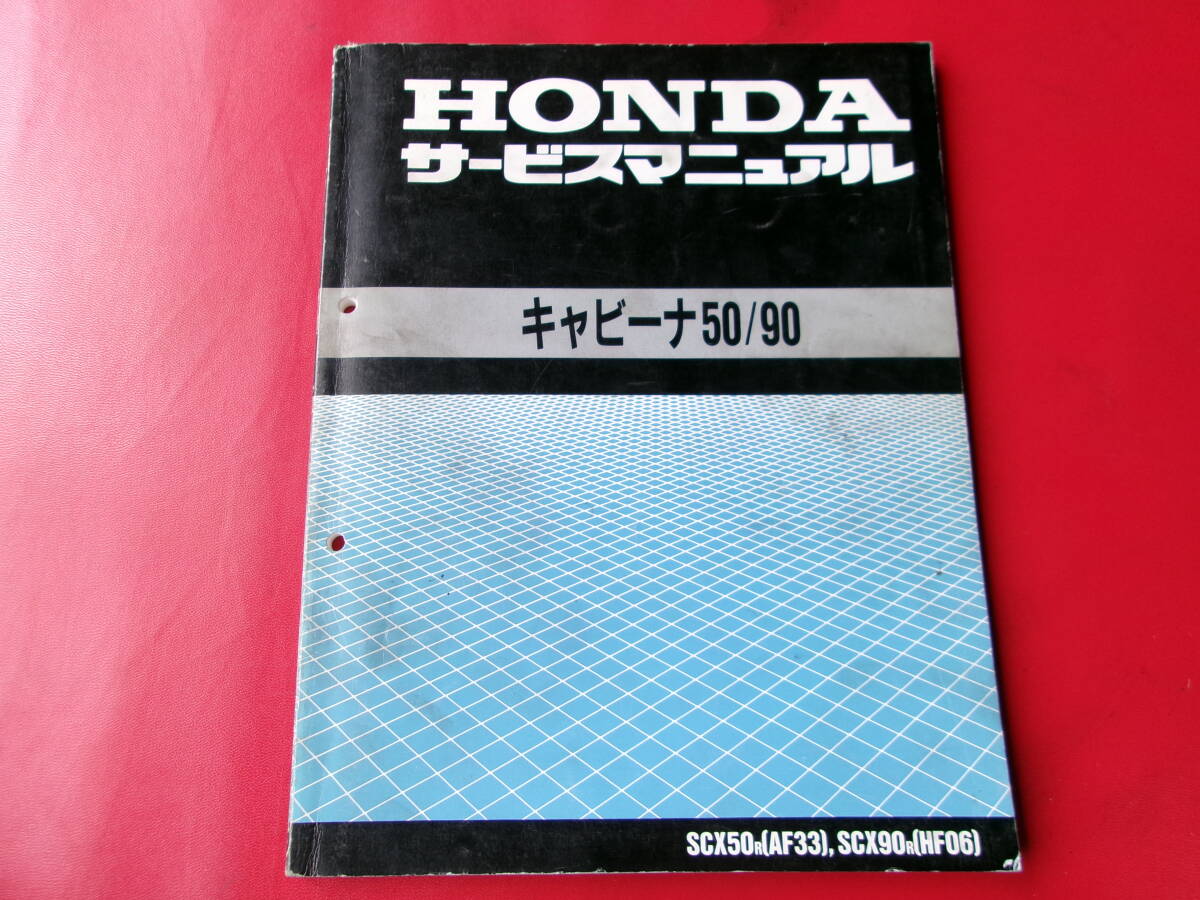 HONDA
サービスマニュアル
キャビーナ50/90
SCX50R(AF33), SCX90R(HF06)